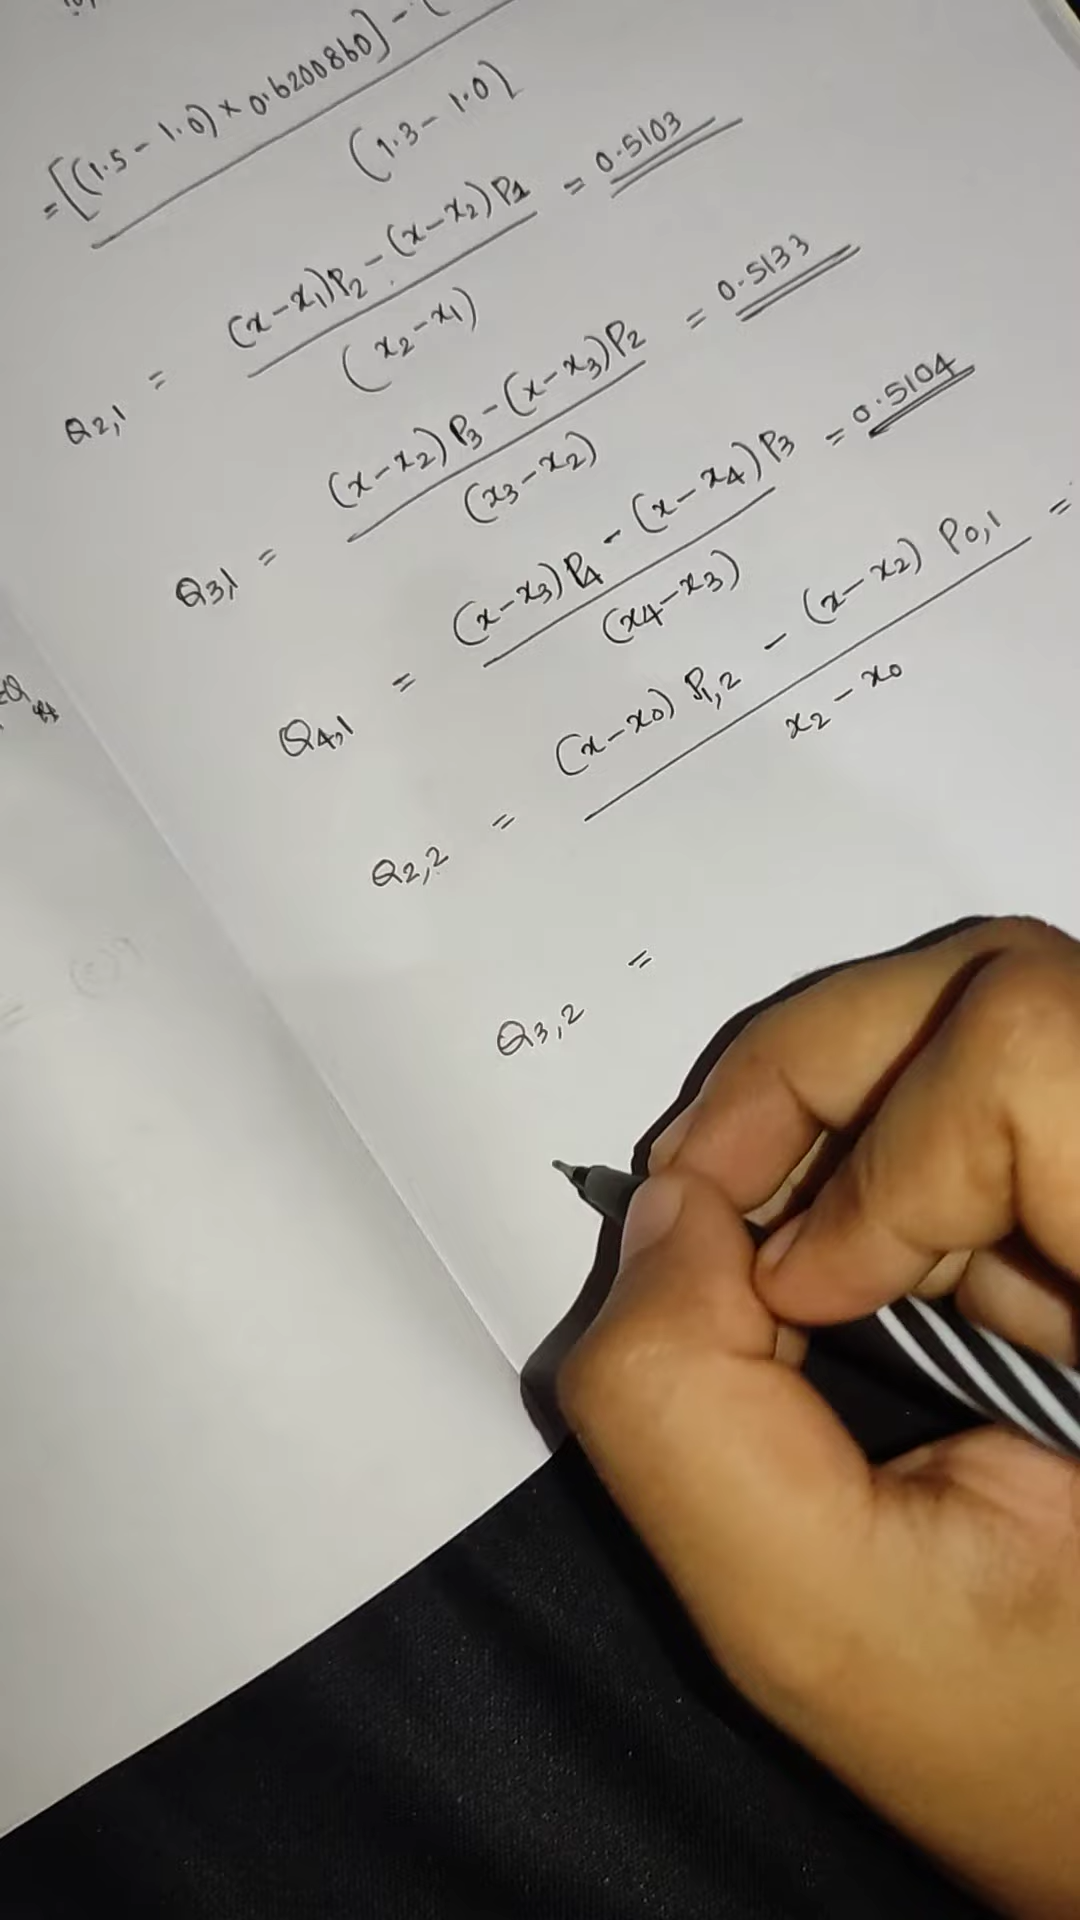 = [(1.5 - 1.0) × 0.6200860] - (
(1.3 - 1.0)
Q2,1 = (x-x1)P2 - (x-x2)P1 = 0.5103
(x2-x1)
Q3,1 = (x-x2)P3 - (x-x3)P2 = 0.5133
(x3-x2)
Q4,1 = (x-x3)P4 - (x-x4)P3 = 0.5104
(x4-x3)
Q2,2 = (x-x0)P1,2 - (x-x2)P0,1 =
x2-x0
Q3,2 =